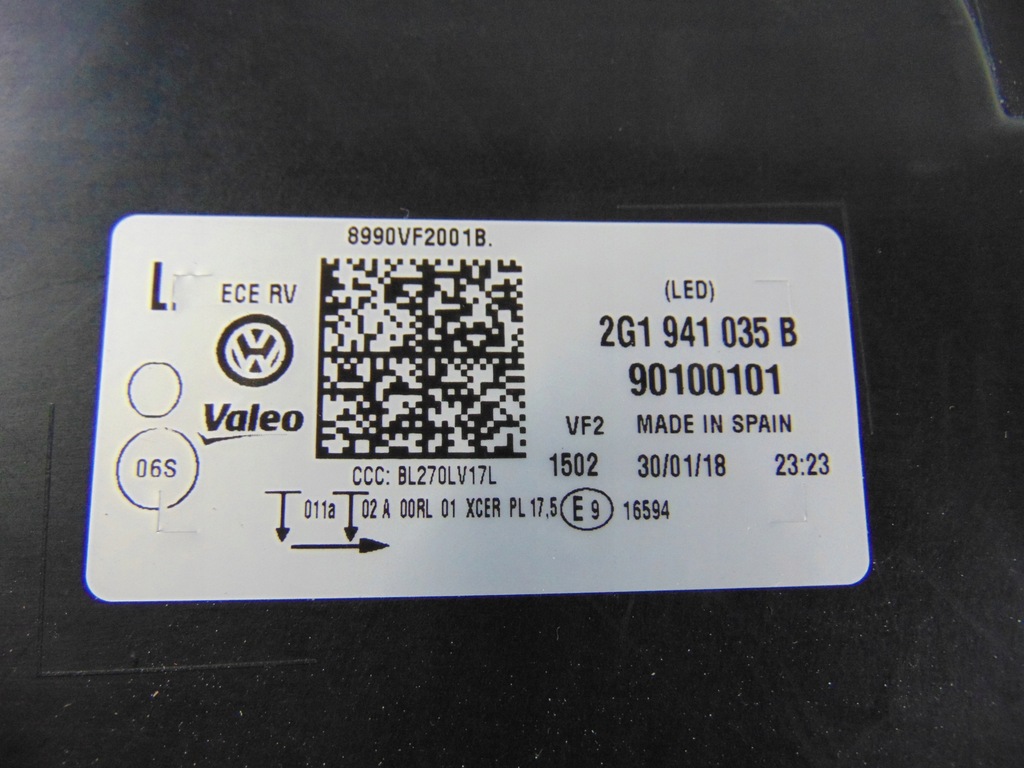 8990VF2001B.
L.
ECE RV
(LED)
2G1 941 035 B
90100101
Valeo
VF2 MADE IN SPAIN
06S
1502 30/01/18 23:23
CCC: BL270LV17L
011a 02 A 00RL 01 XCER PL 17,5 E 9 16594